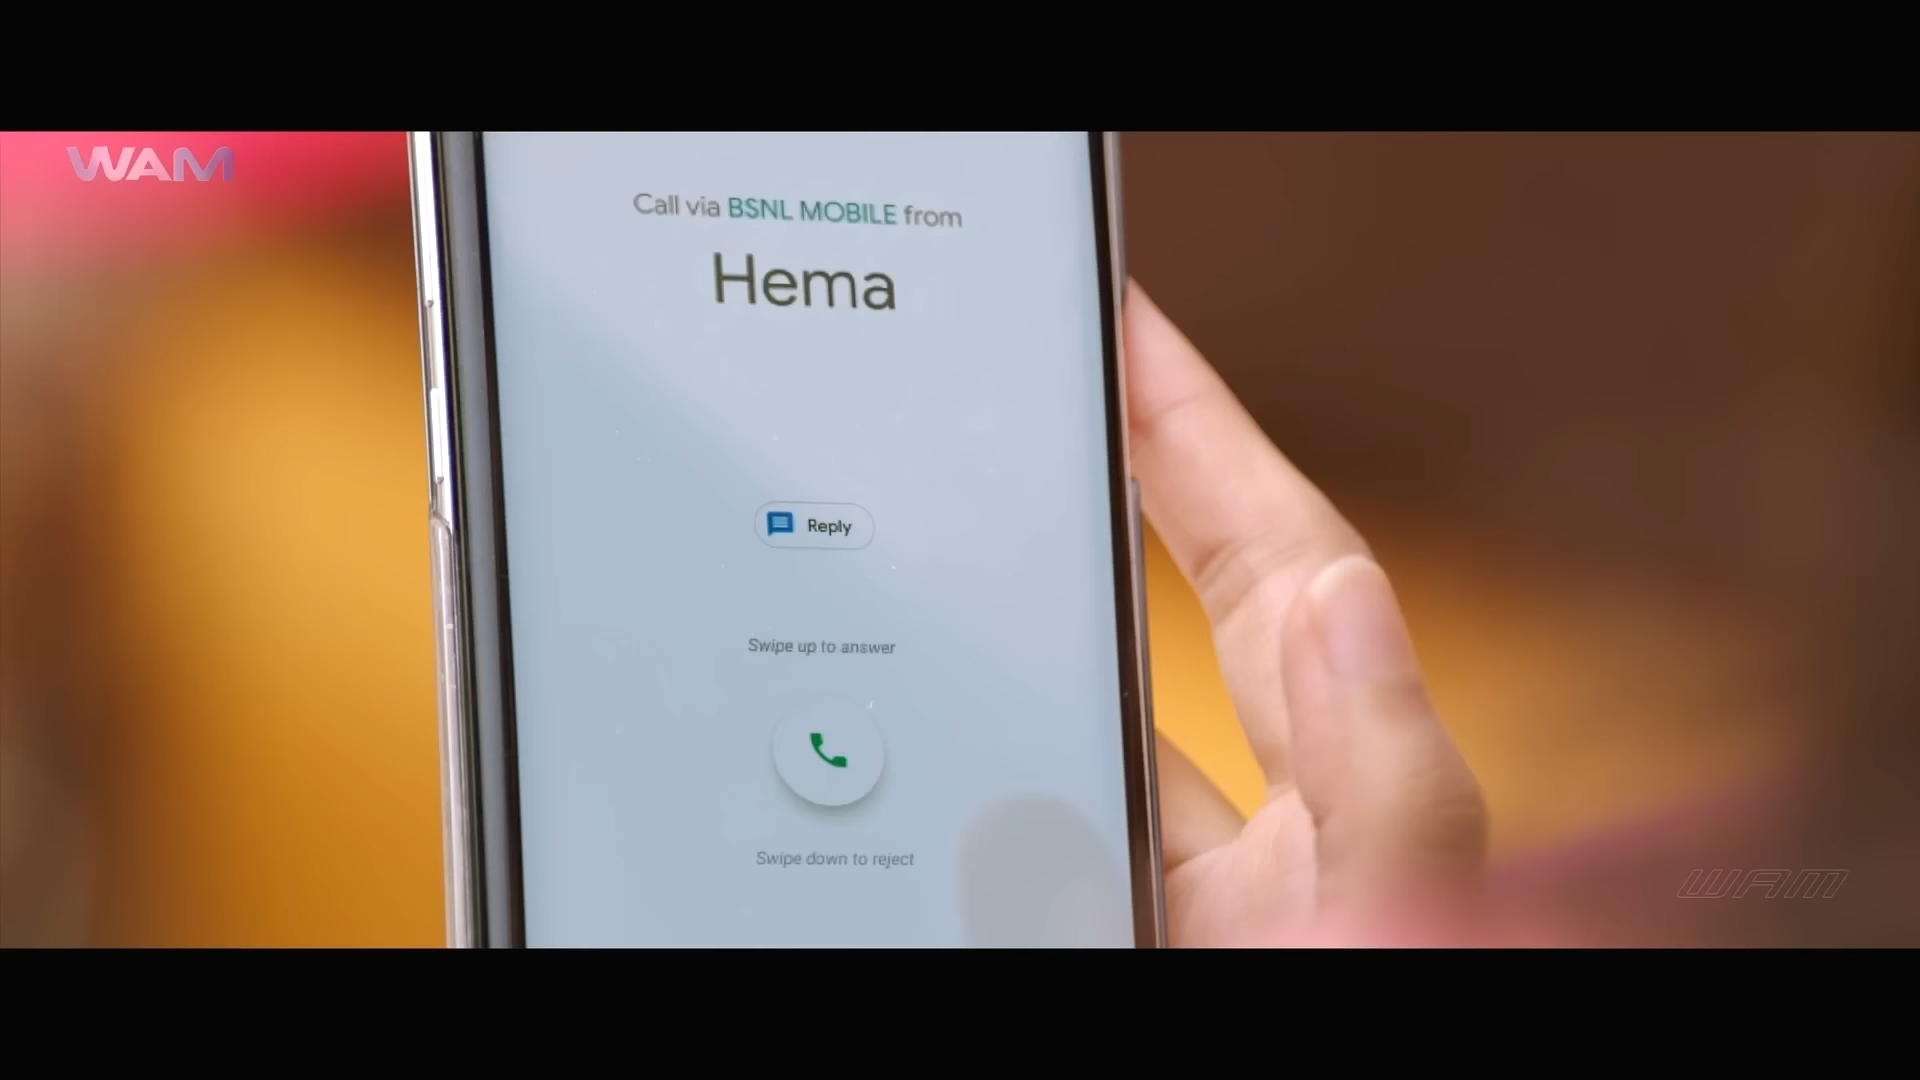 WAM
Call via BSNL MOBILE from
Hema
Reply
Swipe up to answer
Swipe down to reject
WAM